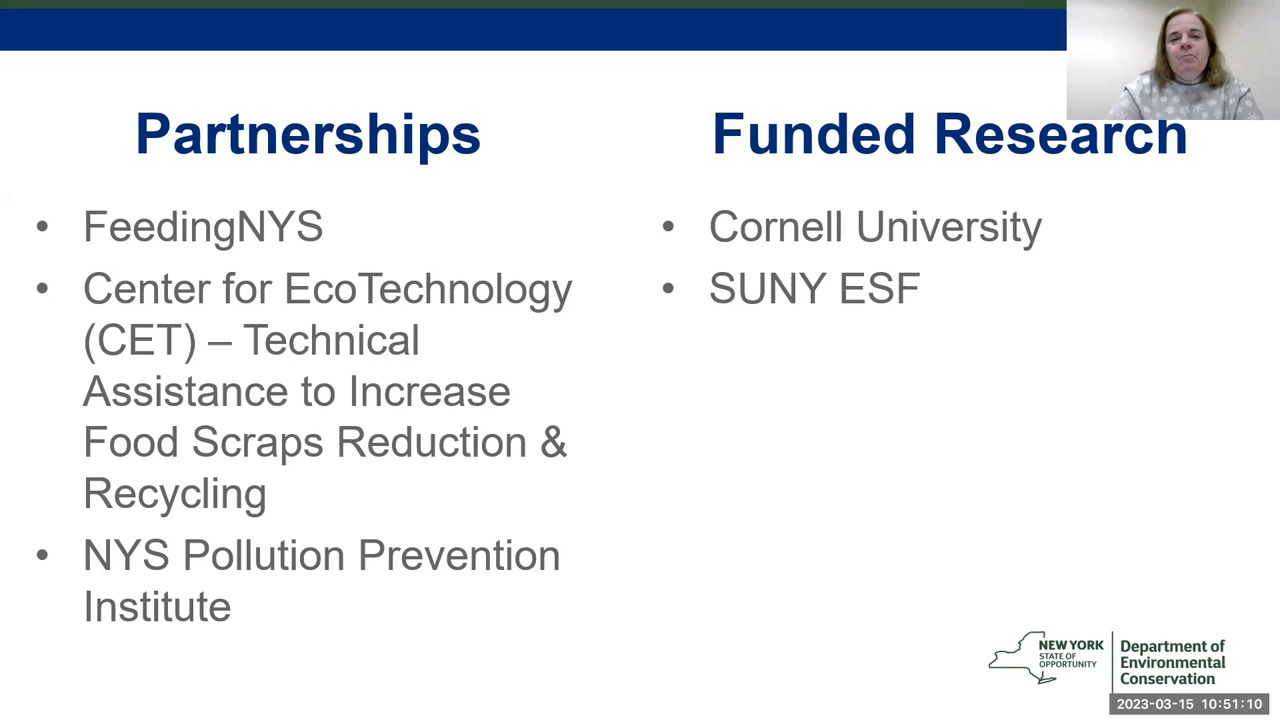 Partnerships
• FeedingNYS
• Center for EcoTechnology
(CET) – Technical
Assistance to Increase
Food Scraps Reduction &
Recycling
• NYS Pollution Prevention
Institute
Funded Research
• Cornell University
• SUNY ESF
NEW YORK
STATE OF
OPPORTUNITY
Department of
Environmental
Conservation
2023-03-15 10:51:10